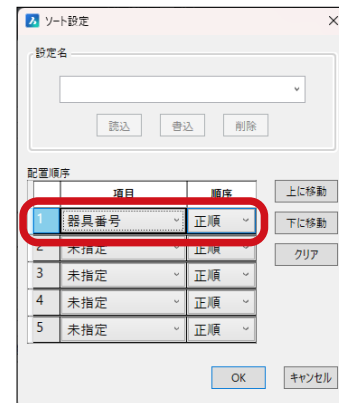 ソート設定
設定名
読込 書込 削除
配置順序
項目 順序
1 器具番号 正順
2 未指定 正順
3 未指定 正順
4 未指定 正順
5 未指定 正順
上に移動
下に移動
クリア
OK キャンセル